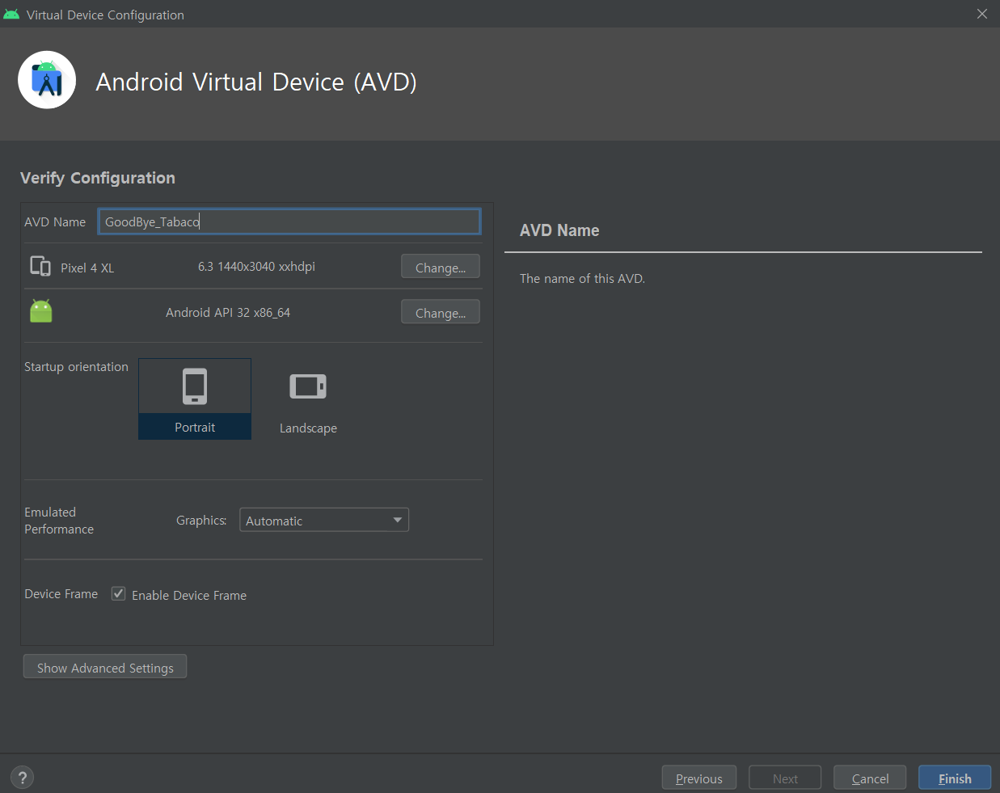 Virtual Device Configuration
Android Virtual Device (AVD)
Verify Configuration
AVD Name GoodBye_Tabaco
Pixel 4 XL 6.3 1440x3040 xxhdpi Change...
Android API 32 x86_64 Change...
Startup orientation
Portrait
Landscape
Emulated
Performance
Graphics: Automatic
Device Frame Enable Device Frame
Show Advanced Settings
AVD Name
The name of this AVD.
? Previous Next Cancel Finish